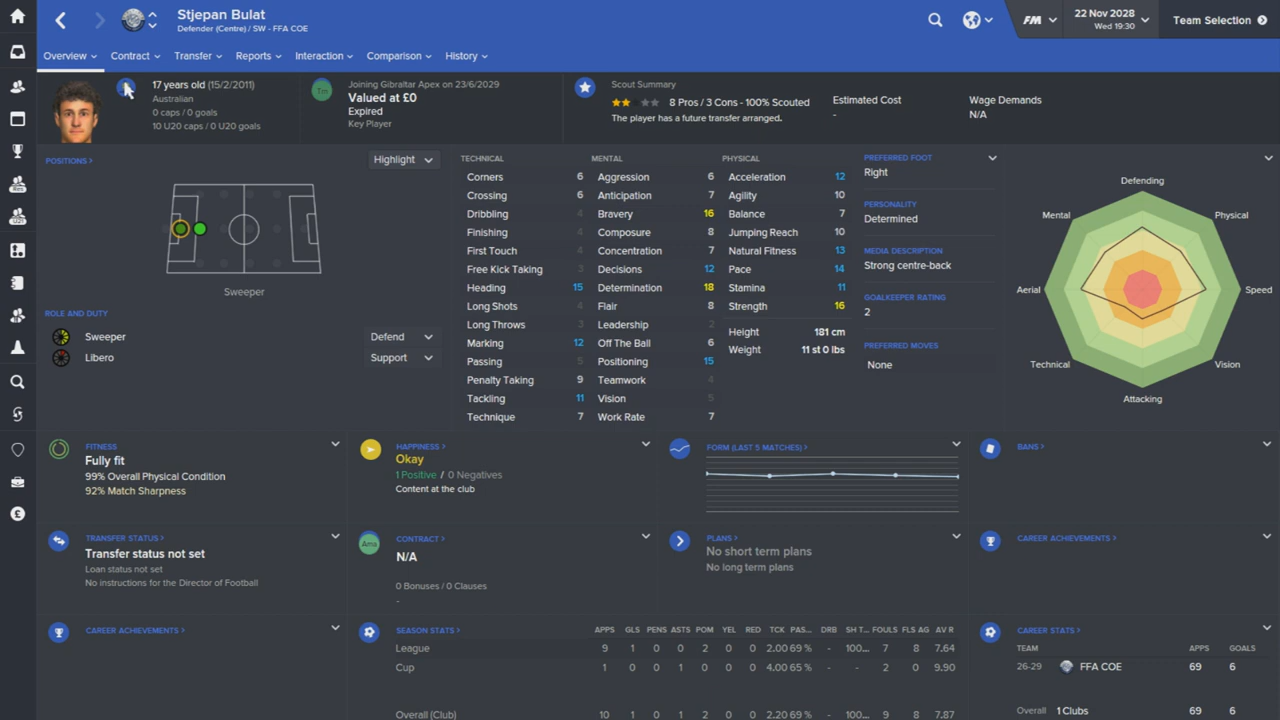 Stjepan Bulat
Defender (Centre) / SW - FFA COE
FM
22 Nov 2028
Wed 19:30
Team Selection
Overview
Contract
Transfer
Reports
Interaction
Comparison
History
17 years old (15/2/2011)
Australian
0 caps / 0 goals
10 U20 caps / 0 U20 goals
Trn
Joining Gibraltar Apex on 23/6/2029
Valued at £0
Expired
Key Player
Scout Summary
8 Pros / 3 Cons - 100% Scouted
The player has a future transfer arranged.
Estimated Cost
-
Wage Demands
N/A
POSITIONS >
Highlight
Sweeper
ROLE AND DUTY
Sweeper Defend
Libero Support
TECHNICAL
Corners 6
Crossing 6
Dribbling 4
Finishing 4
First Touch 4
Free Kick Taking 3
Heading 15
Long Shots 4
Long Throws 3
Marking 12
Passing 5
Penalty Taking 9
Tackling 11
Technique 7
MENTAL
Aggression 6
Anticipation 7
Bravery 16
Composure 8
Concentration 7
Decisions 12
Determination 18
Flair 8
Leadership 2
Off The Ball 6
Positioning 15
Teamwork 4
Vision 5
Work Rate 7
PHYSICAL
Acceleration 12
Agility 10
Balance 7
Jumping Reach 10
Natural Fitness 13
Pace 14
Stamina 11
Strength 16
Height 181 cm
Weight 11 st 0 lbs
PREFERRED FOOT
Right
PERSONALITY
Determined
MEDIA DESCRIPTION
Strong centre-back
GOALKEEPER RATING
2
PREFERRED MOVES
None
Defending
Mental
Physical
Aerial
Speed
Technical
Vision
Attacking
FITNESS
Fully fit
99% Overall Physical Condition
92% Match Sharpness
HAPPINESS >
Okay
1 Positive / 0 Negatives
Content at the club
FORM (LAST 5 MATCHES) >
BANS >
TRANSFER STATUS >
Transfer status not set
Loan status not set
No instructions for the Director of Football
Ama
CONTRACT >
N/A
0 Bonuses / 0 Clauses
-
PLANS >
No short term plans
No long term plans
CAREER ACHIEVEMENTS >
CAREER ACHIEVEMENTS >
SEASON STATS > APPS GLS PENS ASTS POM YEL RED TCK PAS... DRB SH T... FOULS FLS AG AV R
League 9 1 0 0 2 0 0 2.00 69 % - 100... 7 8 7.64
Cup 1 0 0 1 0 0 0 4.00 65 % - - 2 0 9.90
Overall (Club) 10 1 0 1 2 0 0 2.20 69 % - 100... 9 8 7.87
CAREER STATS >
TEAM APPS GOALS
26-29 FFA COE 69 6
Overall 1 Clubs 69 6